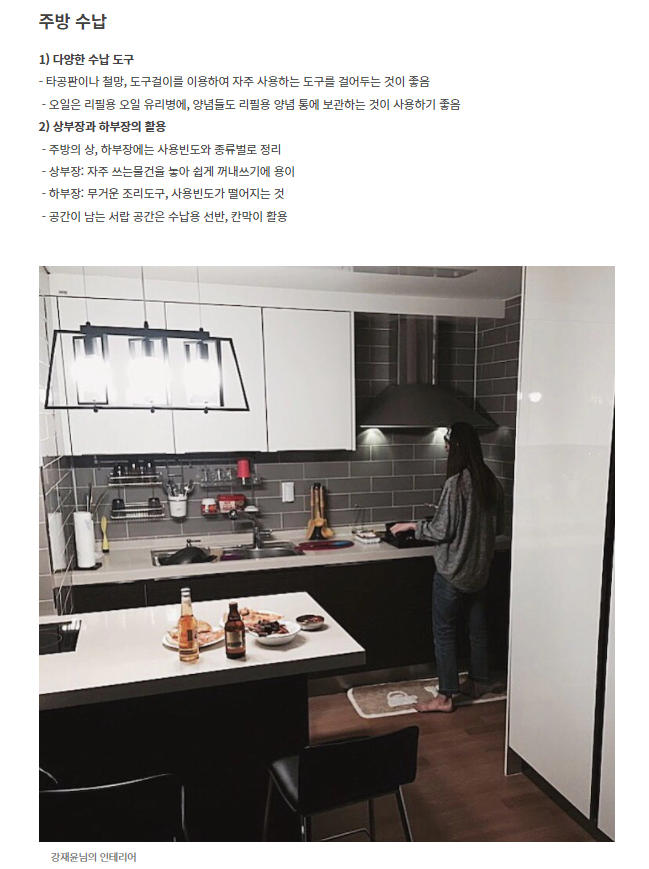 주방 수납
1) 다양한 수납 도구
- 타공판이나 철망, 도구걸이를 이용하여 자주 사용하는 도구를 걸어두는 것이 좋음
- 오일은 리필용 오일 유리병에, 양념들도 리필용 양념 통에 보관하는 것이 사용하기 좋음
2) 상부장과 하부장의 활용
- 주방의 상, 하부장에는 사용빈도와 종류별로 정리
- 상부장: 자주 쓰는물건을 놓아 쉽게 꺼내쓰기에 용이
- 하부장: 무거운 조리도구, 사용빈도가 떨어지는 것
- 공간이 남는 서랍 공간은 수납용 선반, 칸막이 활용
강재윤님의 인테리어